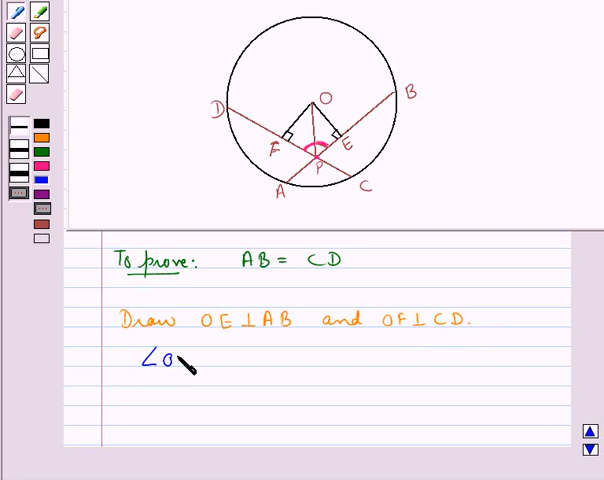 O
B
D
F
E
P
A
C
To prove: AB = CD
Draw OE ⊥ AB and OF ⊥ CD.
∠O